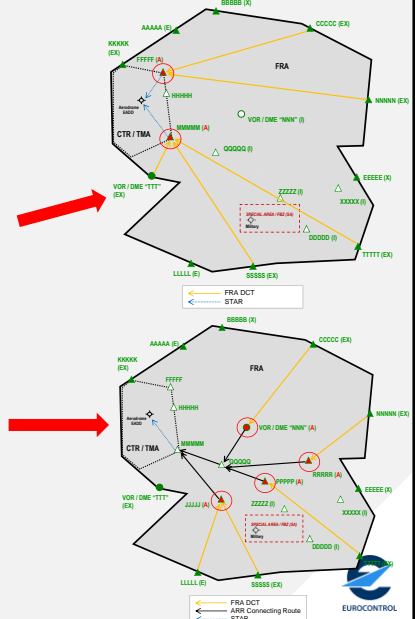 BBBBB (X)
AAAAA (E)
CCCCC (EX)
KKKKK
(EX)
FFFFF (A)
FRA
HHHHH
NNNNN (EX)
Aerodrome
EADD
VOR / DME "NNN" (I)
MMMMM (A)
CTR / TMA
QQQQQ (I)
EEEEE (X)
VOR / DME "TTT"
(EX)
ZZZZZ (I)
XXXXX (I)
SPECIAL AREA / FBZ (SA)
Military
DDDDD (I)
TTTTT (EX)
LLLLL (E)
SSSSS (EX)
FRA DCT
STAR
BBBBB (X)
AAAAA (E)
CCCCC (EX)
KKKKK
(EX)
FRA
FFFFF
HHHHH
NNNNN (EX)
Aerodrome
EADD
VOR / DME "NNN" (A)
MMMMM
CTR / TMA
QQQQQ
RRRRR (A)
PPPPP (A)
EEEEE (X)
VOR / DME "TTT"
(EX)
JJJJJ (A)
ZZZZZ (I)
XXXXX (I)
SPECIAL AREA / FBZ (SA)
Military
DDDDD (I)
LLLLL (E)
SSSSS (EX)
EUROCONTROL
FRA DCT
ARR Connecting Route
STAR